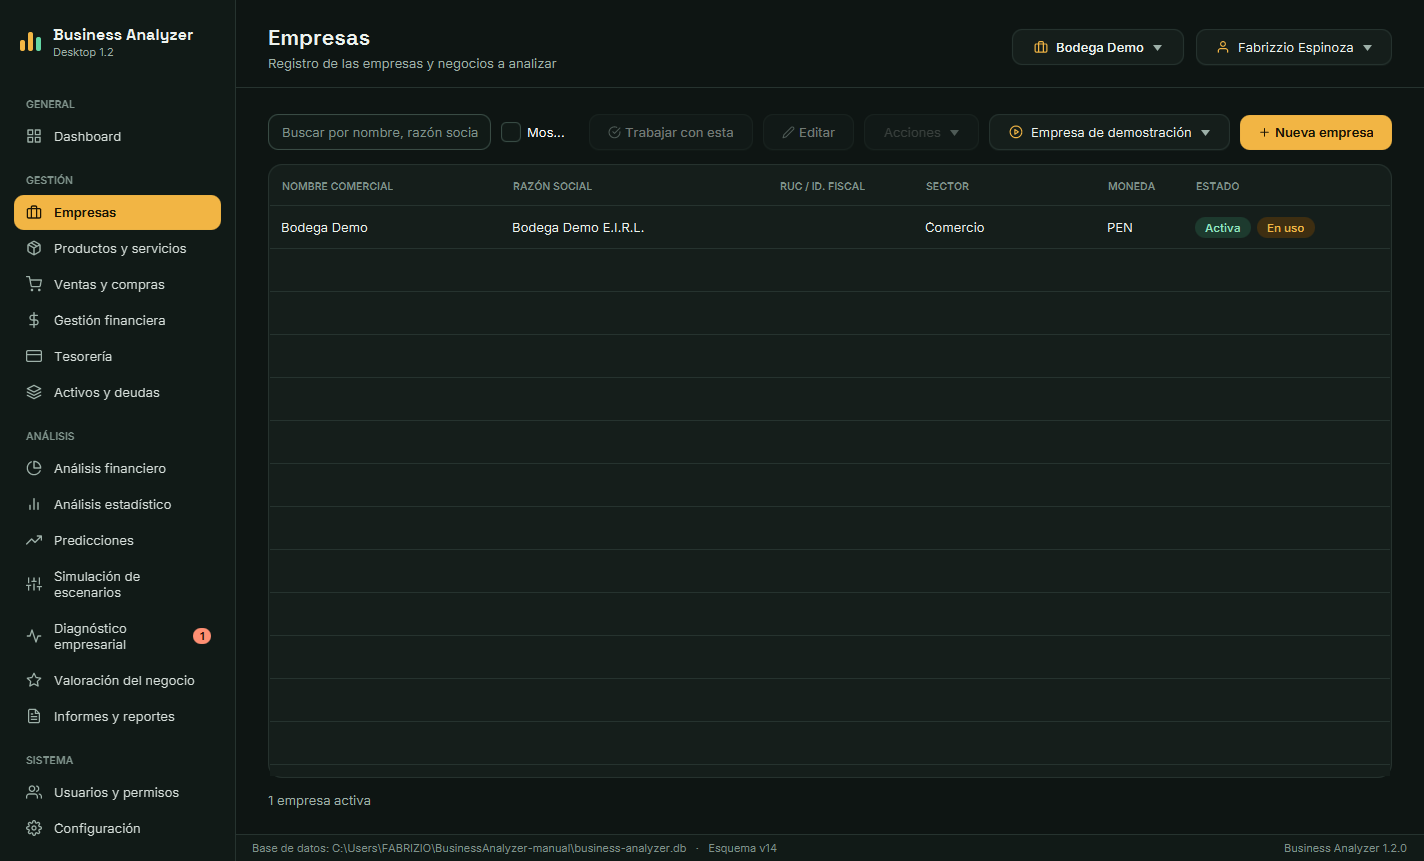 Business Analyzer
Desktop 1.2
GENERAL
Dashboard
GESTIÓN
Empresas
Productos y servicios
Ventas y compras
Gestión financiera
Tesorería
Activos y deudas
ANÁLISIS
Análisis financiero
Análisis estadístico
Predicciones
Simulación de
escenarios
Diagnóstico
empresarial
1
Valoración del negocio
Informes y reportes
SISTEMA
Usuarios y permisos
Configuración
Empresas
Registro de las empresas y negocios a analizar
Bodega Demo
Fabrizzio Espinoza
Buscar por nombre, razón socia
Mos...
Trabajar con esta
Editar
Acciones
Empresa de demostración
+ Nueva empresa
NOMBRE COMERCIAL RAZÓN SOCIAL RUC / ID. FISCAL SECTOR MONEDA ESTADO
Bodega Demo Bodega Demo E.I.R.L. Comercio PEN Activa En uso
1 empresa activa
Base de datos: C:\Users\FABRIZIO\BusinessAnalyzer-manual\business-analyzer.db · Esquema v14
Business Analyzer 1.2.0